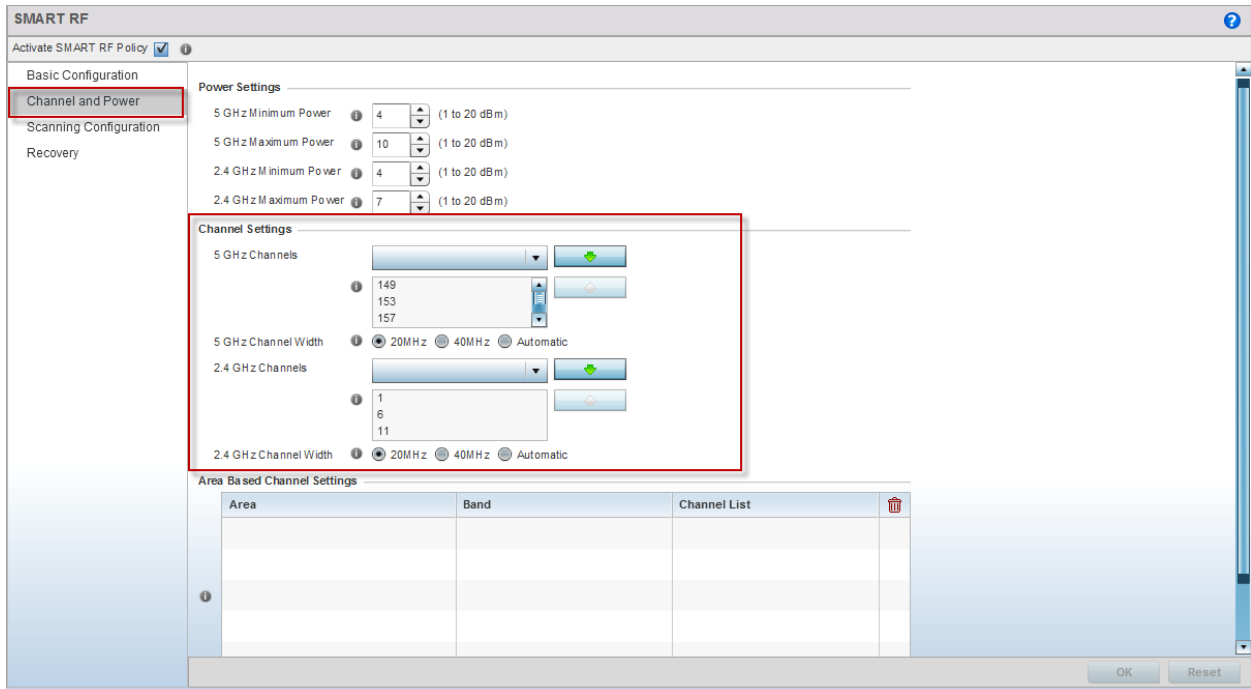 SMART RF
Activate SMART RF Policy
Basic Configuration
Channel and Power
Scanning Configuration
Recovery
Power Settings
5 GHz Minimum Power 4 (1 to 20 dBm)
5 GHz Maximum Power 10 (1 to 20 dBm)
2.4 GHz Minimum Power 4 (1 to 20 dBm)
2.4 GHz Maximum Power 7 (1 to 20 dBm)
Channel Settings
5 GHz Channels
149
153
157
5 GHz Channel Width 20MHz 40MHz Automatic
2.4 GHz Channels
1
6
11
2.4 GHz Channel Width 20MHz 40MHz Automatic
Area Based Channel Settings
Area Band Channel List
OK Reset